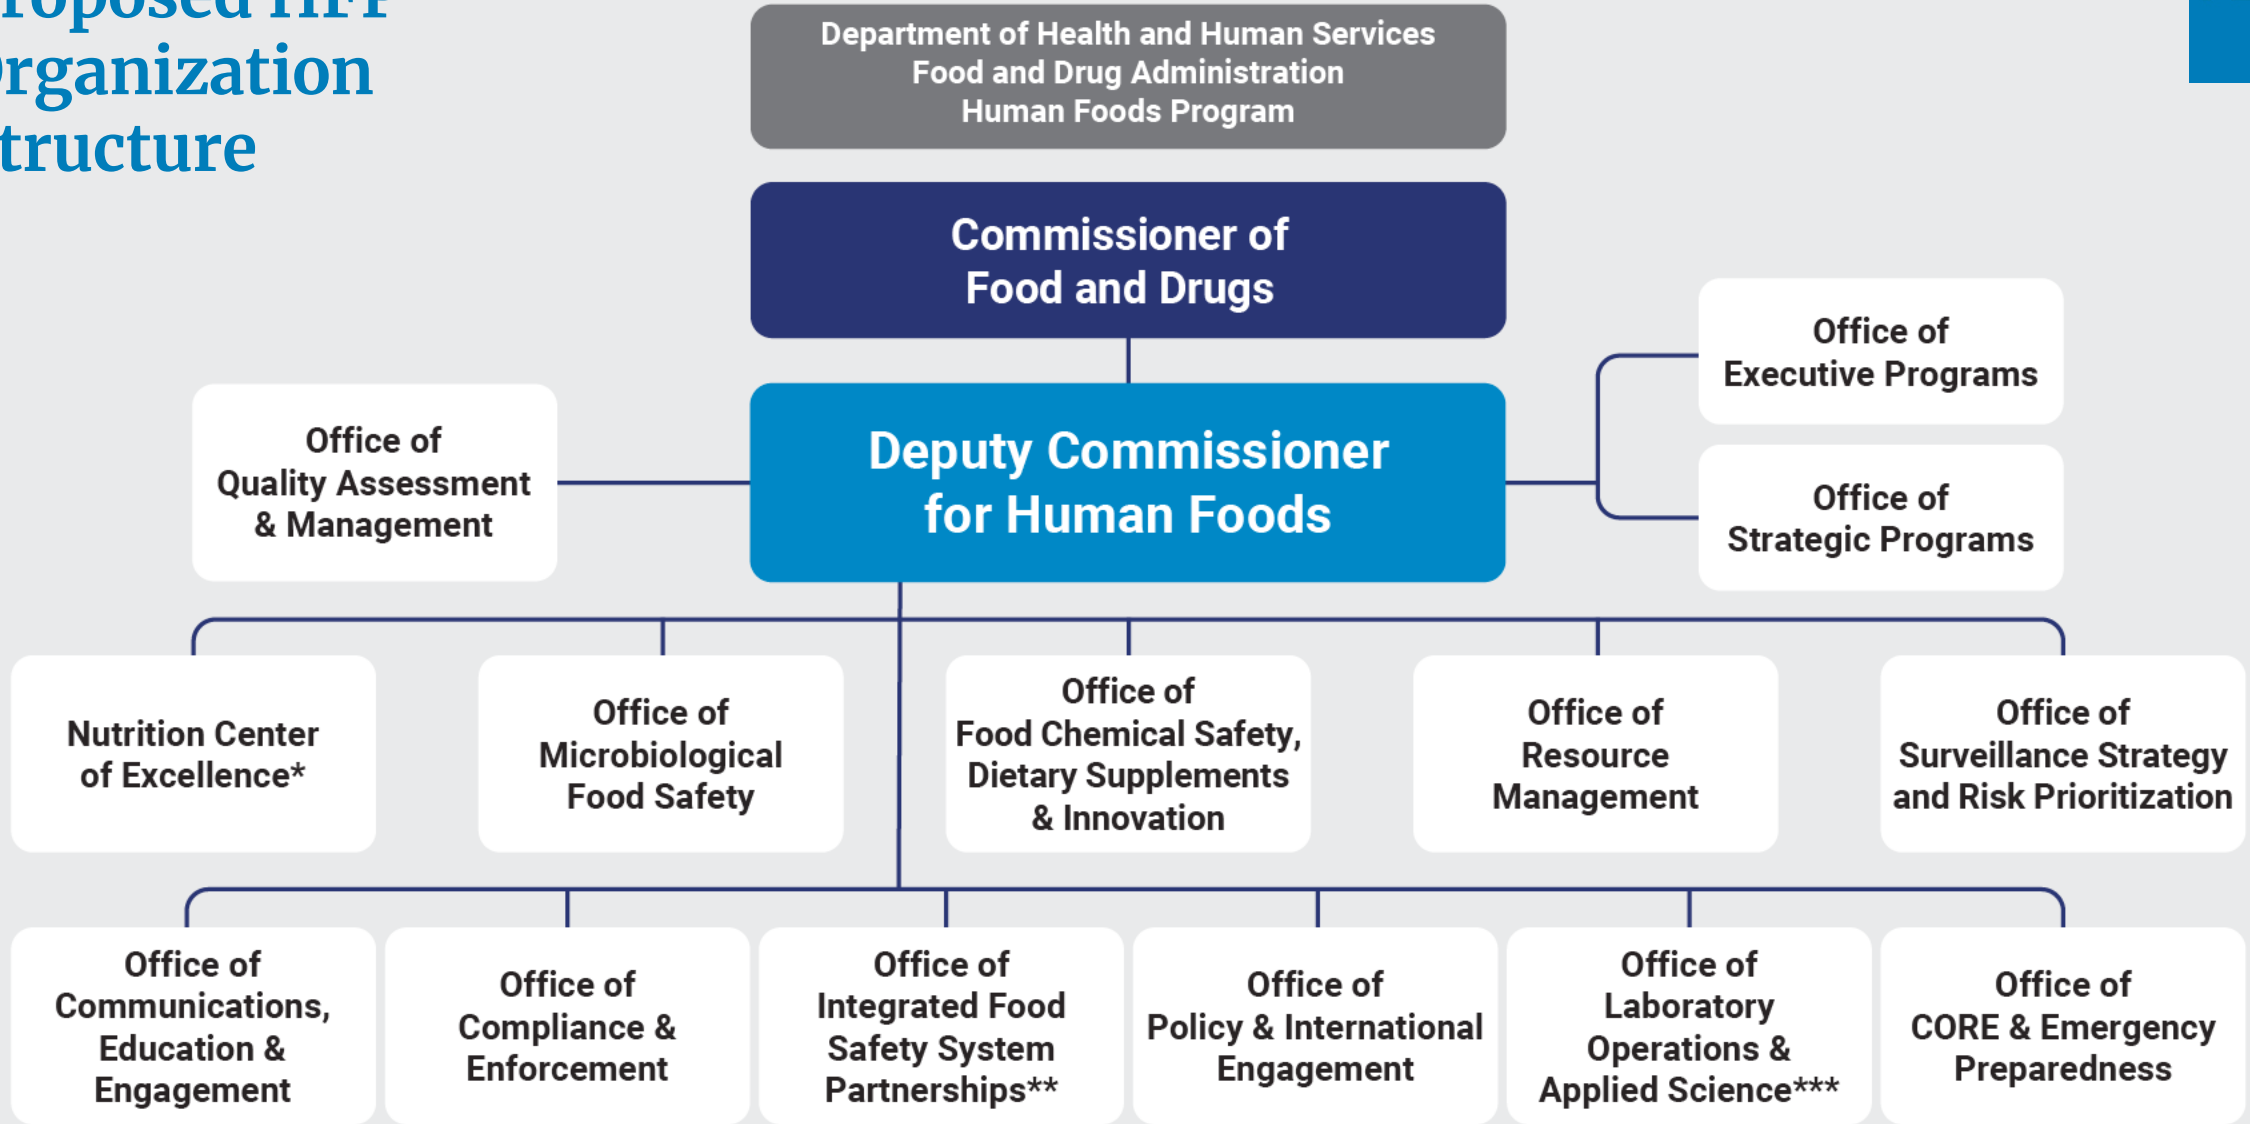 Organization
Structure
Department of Health and Human Services
Food and Drug Administration
Human Foods Program
Commissioner of
Food and Drugs
Office of
Executive Programs
Office of
Quality Assessment
& Management
Deputy Commissioner
for Human Foods
Office of
Strategic Programs
Nutrition Center
of Excellence*
Office of
Microbiological
Food Safety
Office of
Food Chemical Safety,
Dietary Supplements
& Innovation
Office of
Resource
Management
Office of
Surveillance Strategy
and Risk Prioritization
Office of
Communications,
Education &
Engagement
Office of
Compliance &
Enforcement
Office of
Integrated Food
Safety System
Partnerships**
Office of
Policy & International
Engagement
Office of
Laboratory
Operations &
Applied Science***
Office of
CORE & Emergency
Preparedness